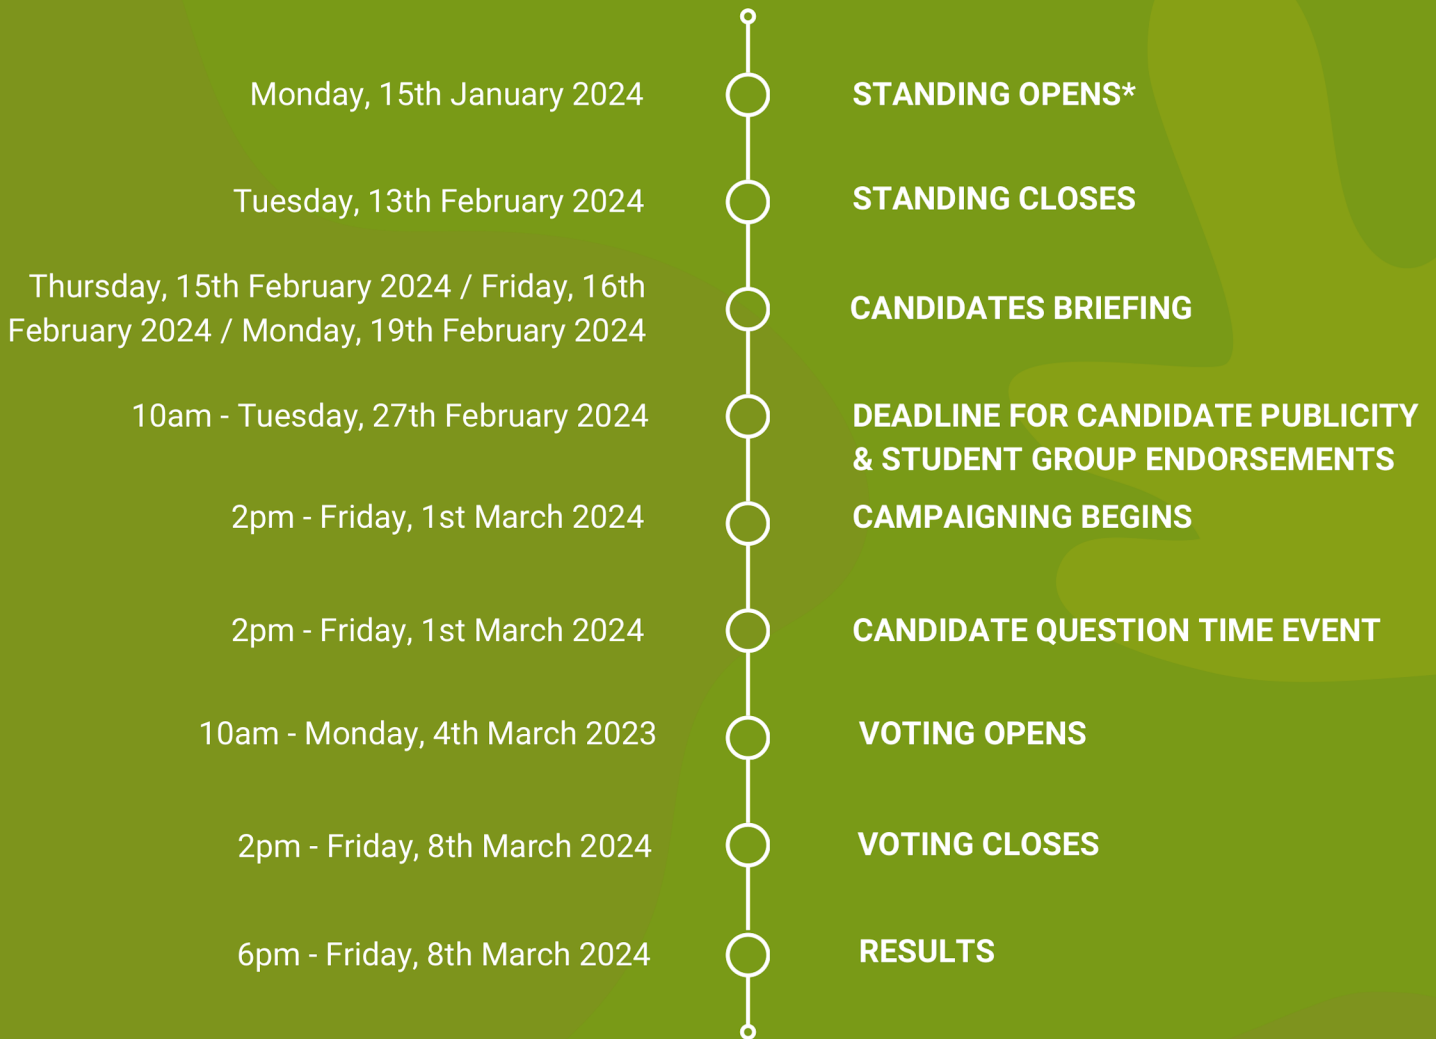 Monday, 15th January 2024
STANDING OPENS*
Tuesday, 13th February 2024
STANDING CLOSES
Thursday, 15th February 2024 / Friday, 16th
February 2024 / Monday, 19th February 2024
CANDIDATES BRIEFING
10am - Tuesday, 27th February 2024
DEADLINE FOR CANDIDATE PUBLICITY
& STUDENT GROUP ENDORSEMENTS
2pm - Friday, 1st March 2024
CAMPAIGNING BEGINS
2pm - Friday, 1st March 2024
CANDIDATE QUESTION TIME EVENT
10am - Monday, 4th March 2023
VOTING OPENS
2pm - Friday, 8th March 2024
VOTING CLOSES
6pm - Friday, 8th March 2024
RESULTS